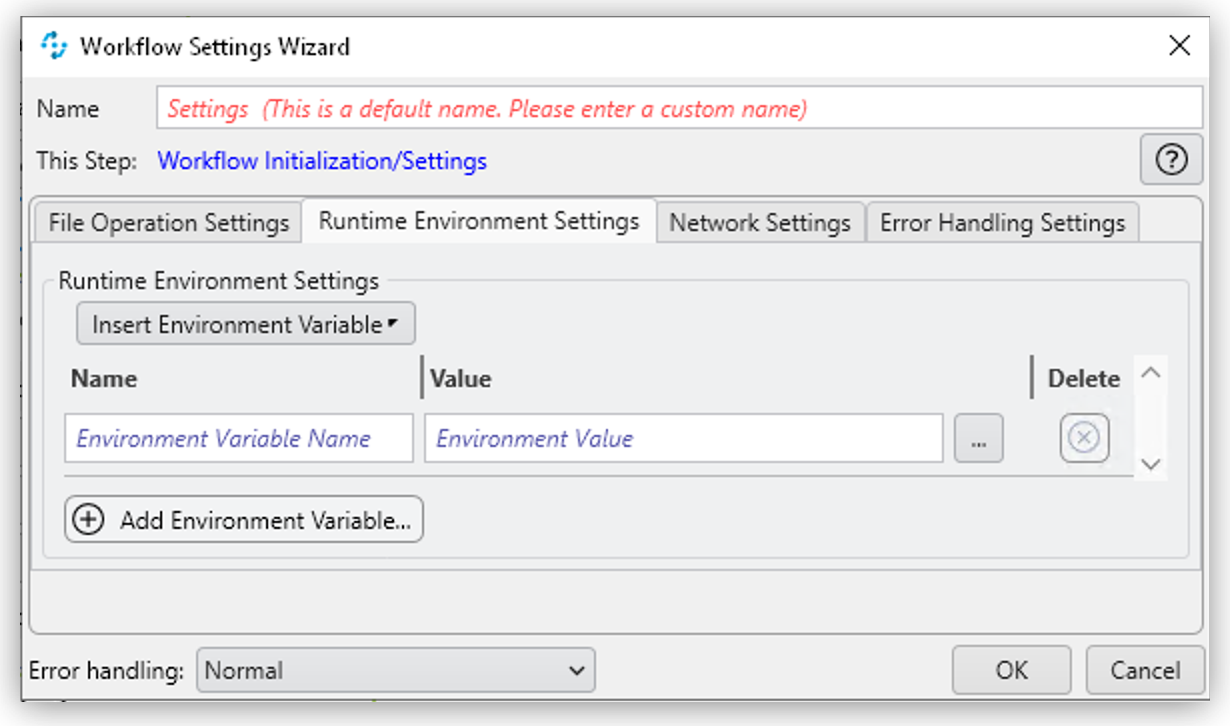 Workflow Settings Wizard
Name Settings (This is a default name. Please enter a custom name)
This Step: Workflow Initialization/Settings
File Operation Settings Runtime Environment Settings Network Settings Error Handling Settings
Runtime Environment Settings
Insert Environment Variable
Name Value Delete
Environment Variable Name Environment Value ...
Add Environment Variable...
Error handling: Normal OK Cancel